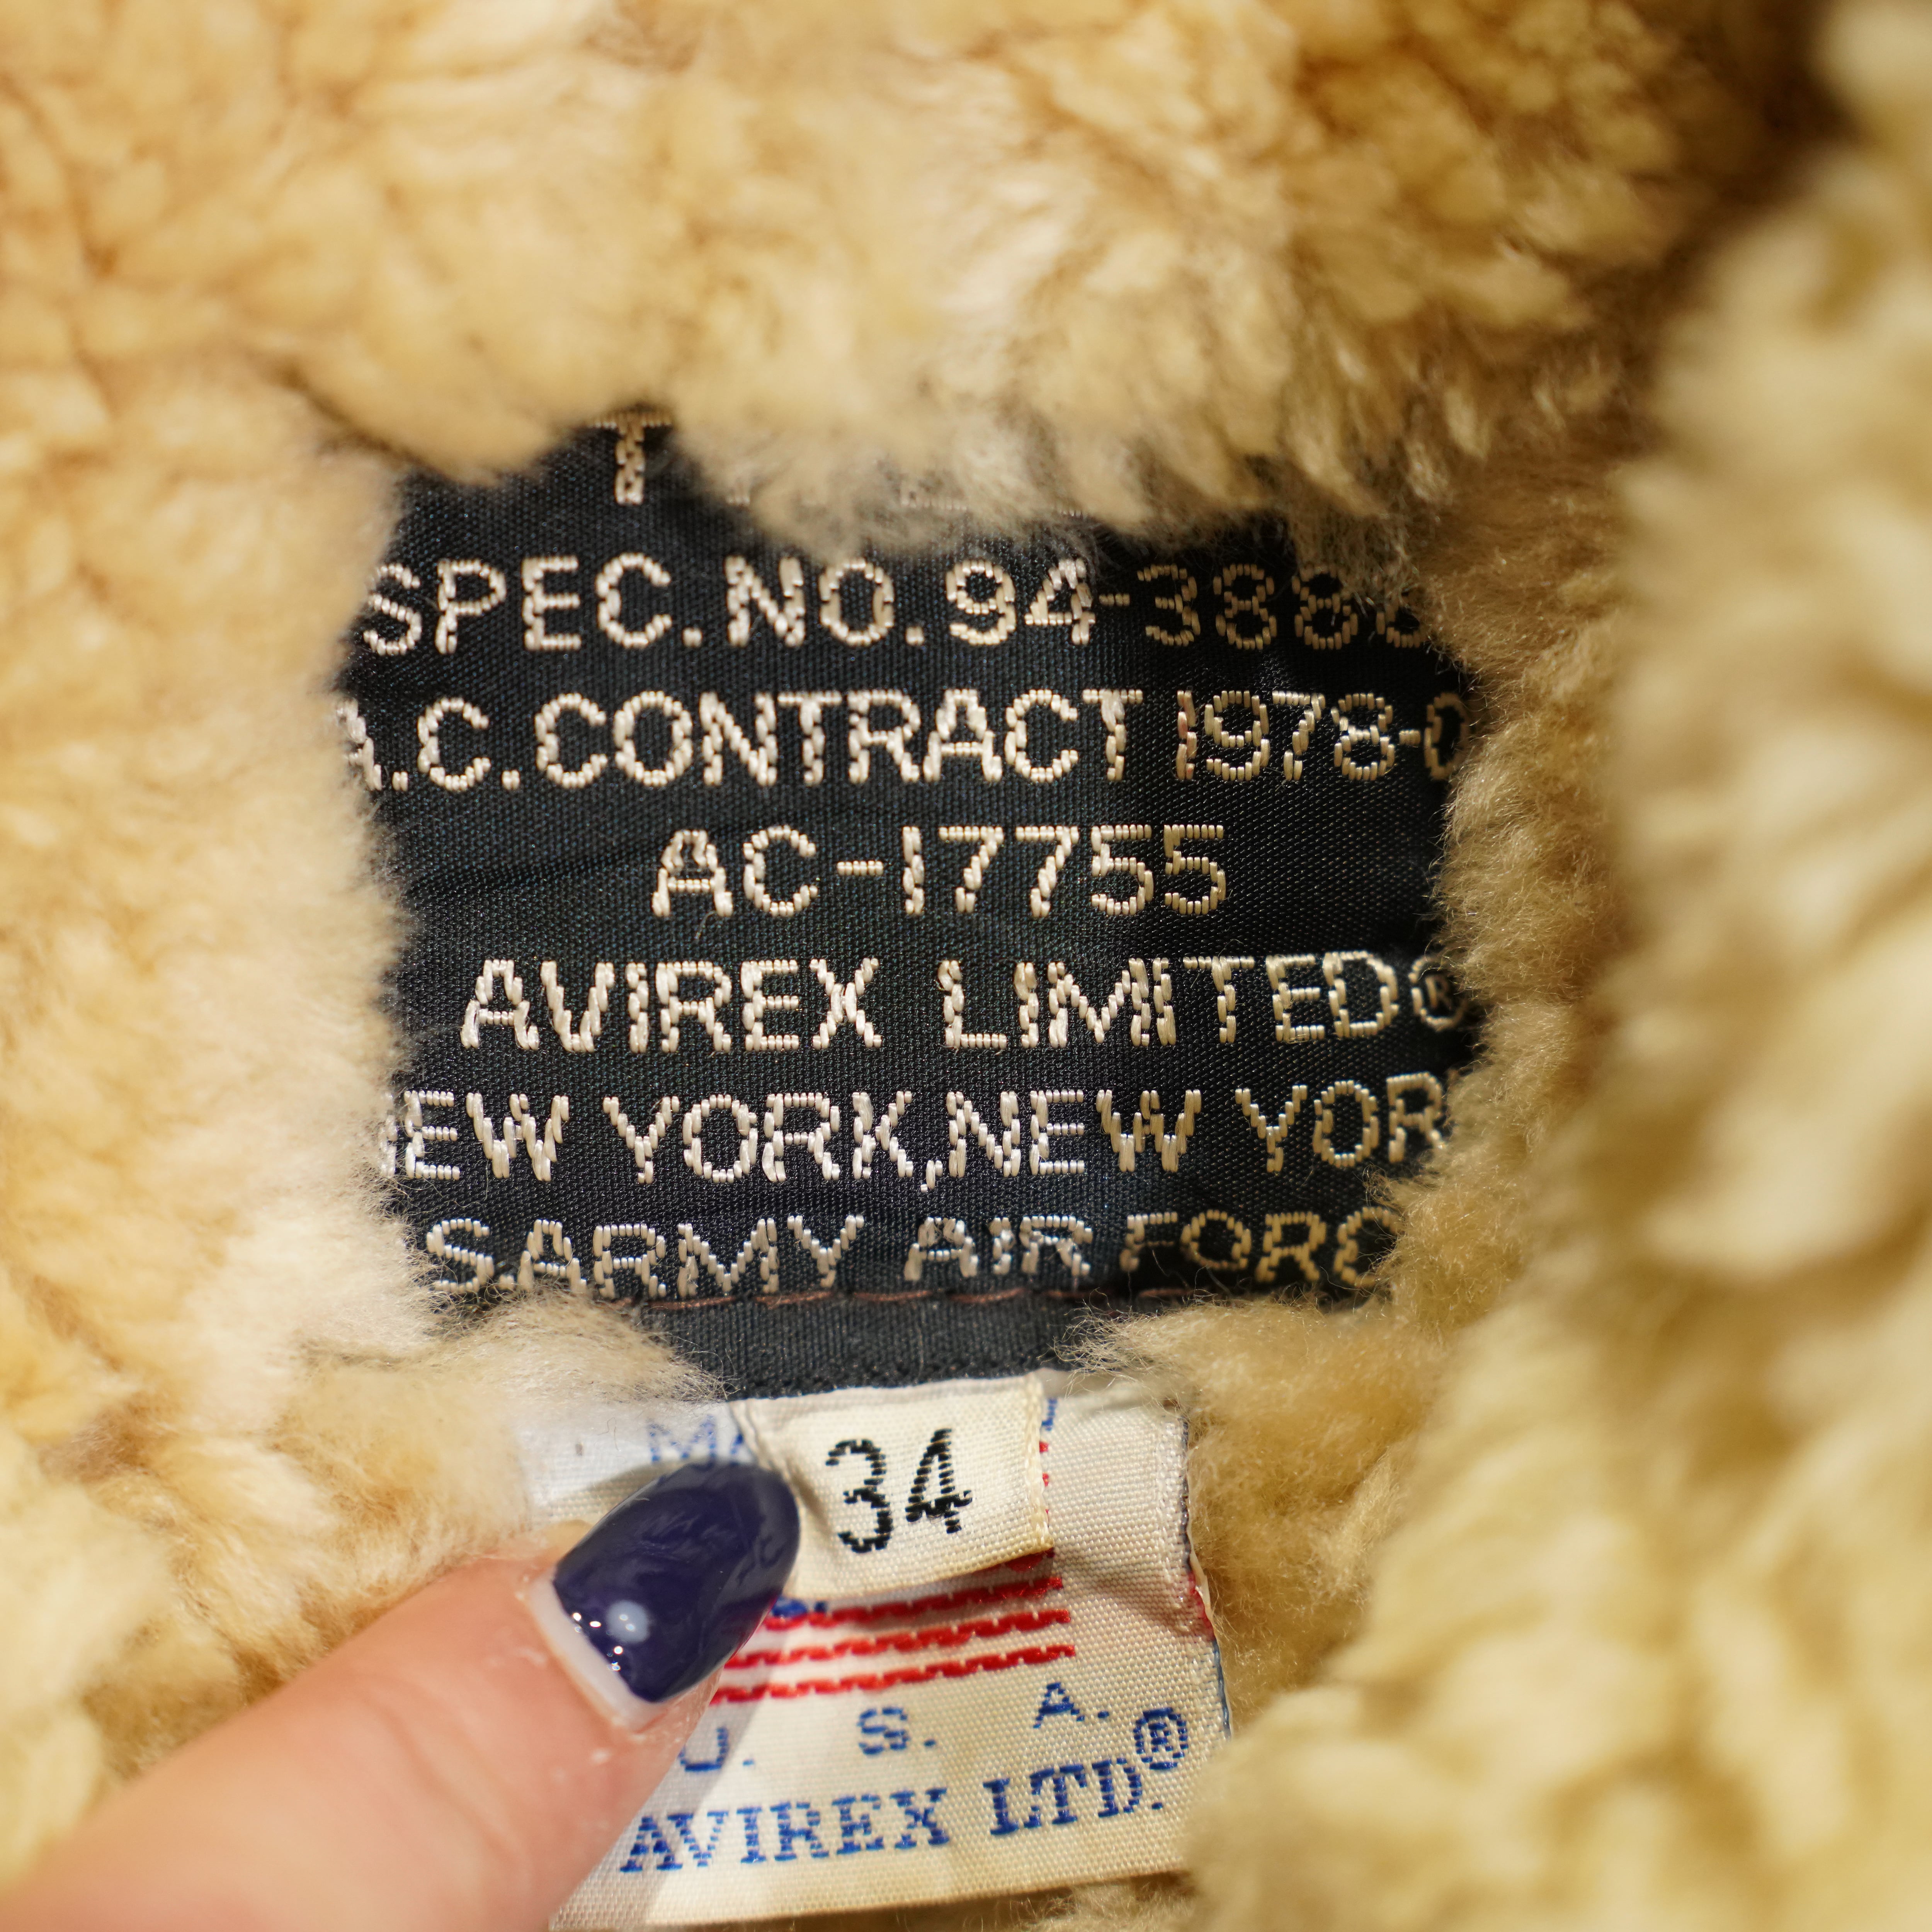 SPEC. NO. 94-388
A.C. CONTRACT 1978-
AC-17755
AVIREX LIMITED®
NEW YORK, NEW YOR
S. ARMY AIR FORC
34
U. S. A.
AVIREX LTD.®